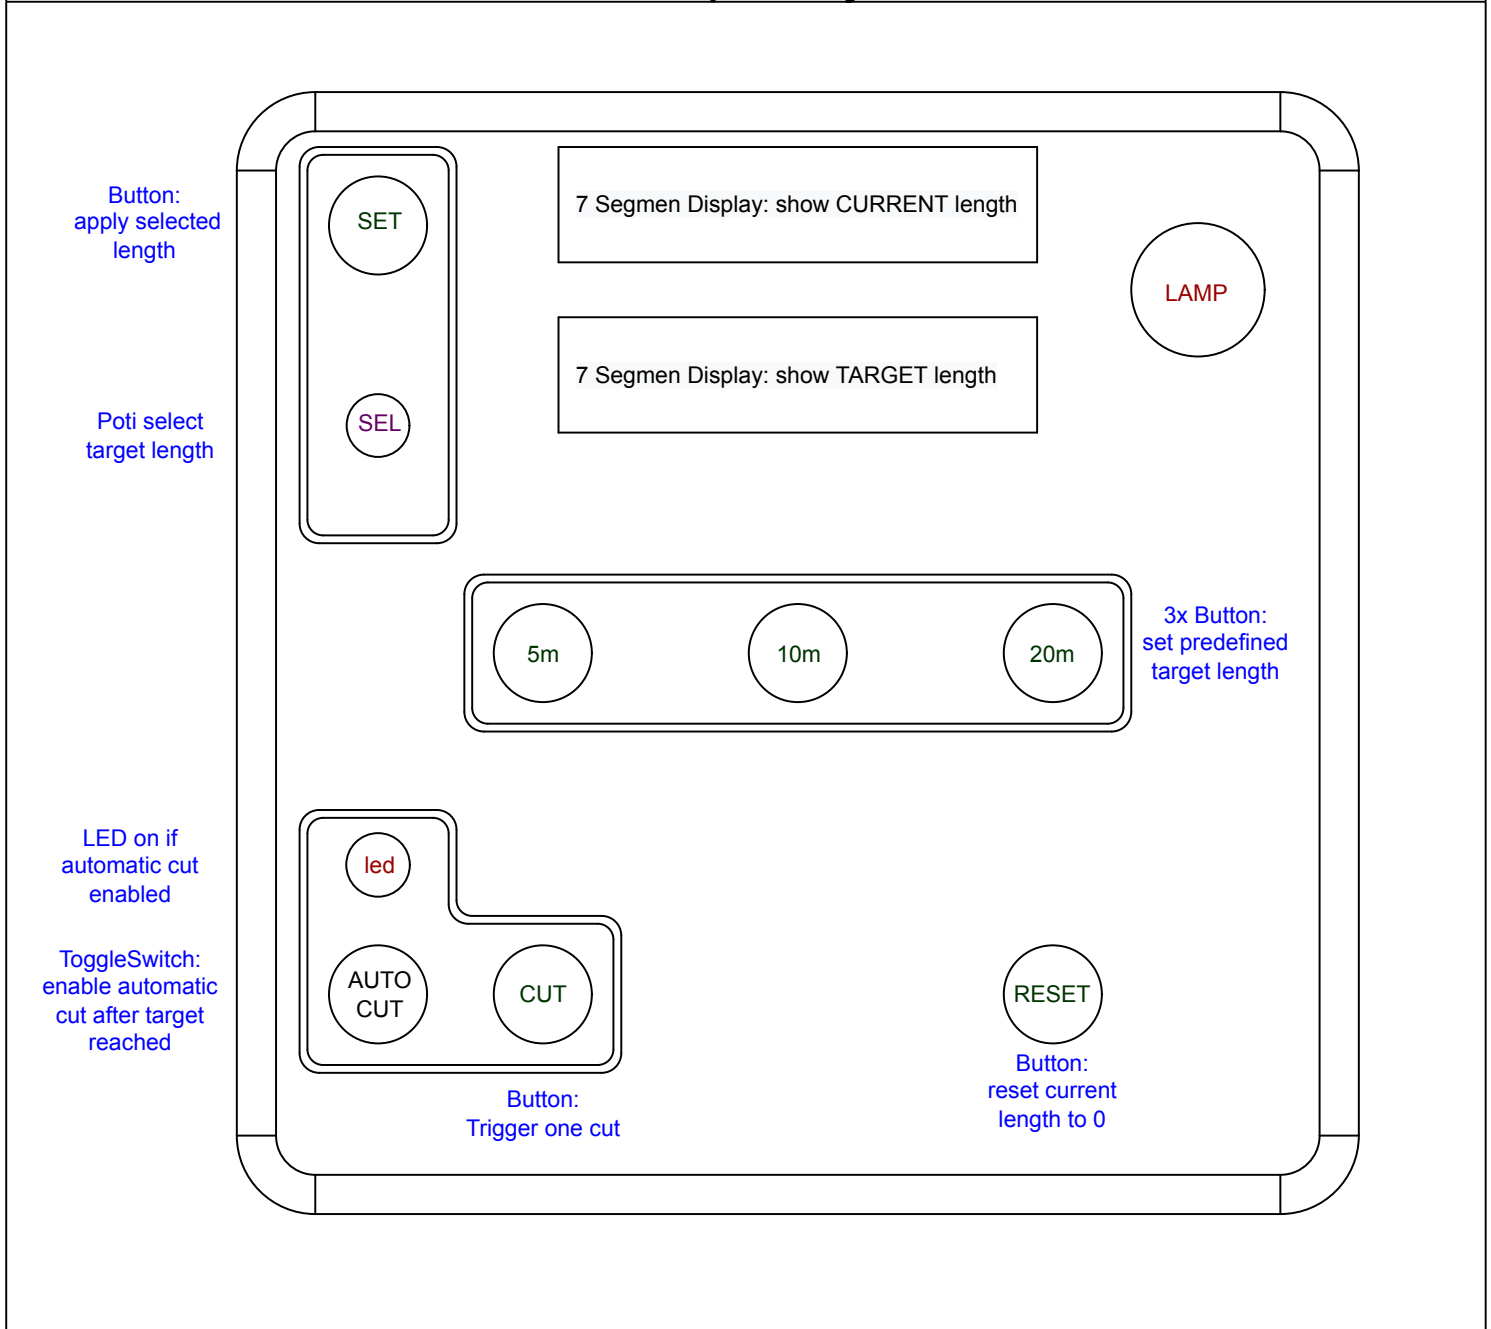 Button:
apply selected
length
SET
7 Segmen Display: show CURRENT length
LAMP
7 Segmen Display: show TARGET length
Poti select
target length
SEL
5m
10m
20m
3x Button:
set predefined
target length
LED on if
automatic cut
enabled
led
ToggleSwitch:
enable automatic
cut after target
reached
AUTO
CUT
CUT
RESET
Button:
Trigger one cut
Button:
reset current
length to 0